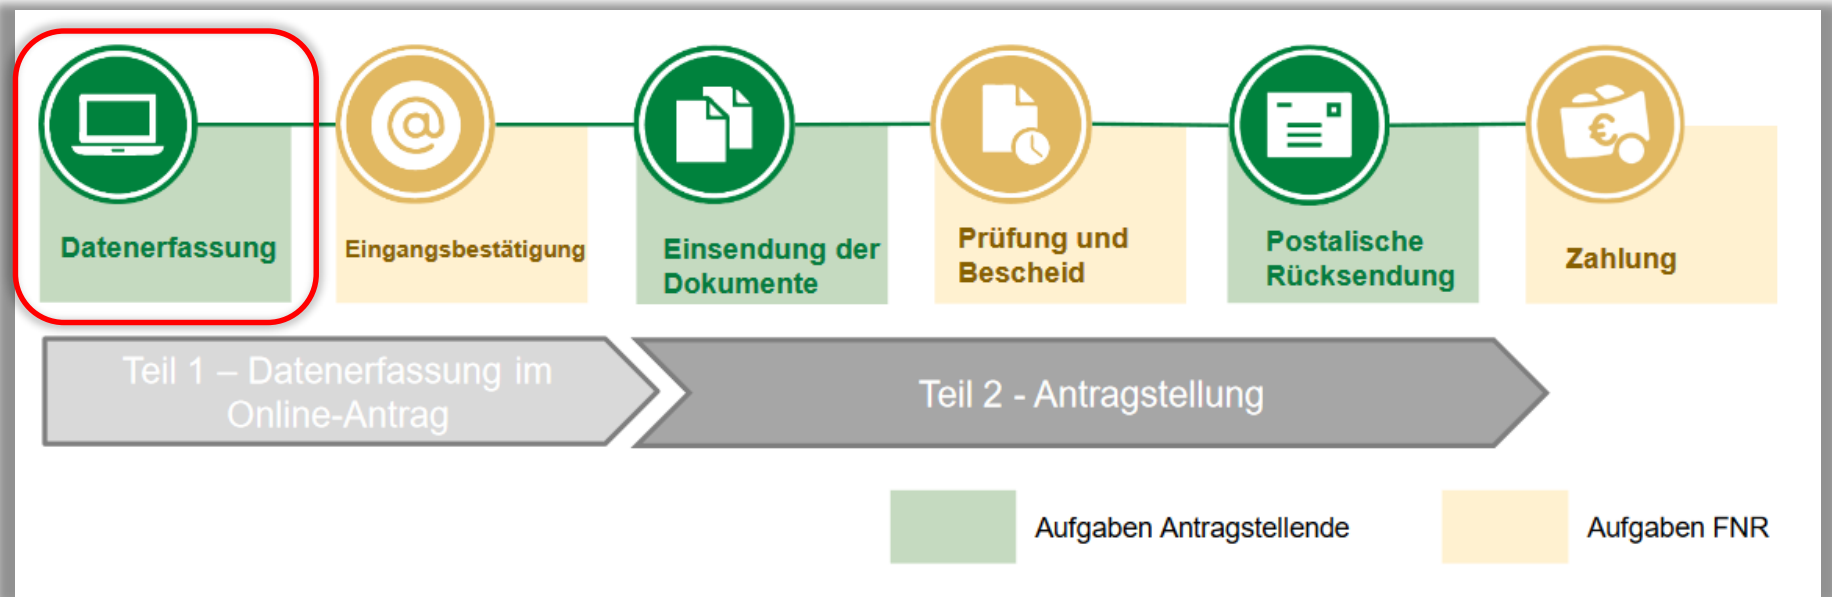 Datenerfassung
Eingangsbestätigung
Einsendung der
Dokumente
Prüfung und
Bescheid
Postalische
Rücksendung
Zahlung
Teil 1 – Datenerfassung im
Online-Antrag
Teil 2 - Antragstellung
Aufgaben Antragstellende
Aufgaben FNR